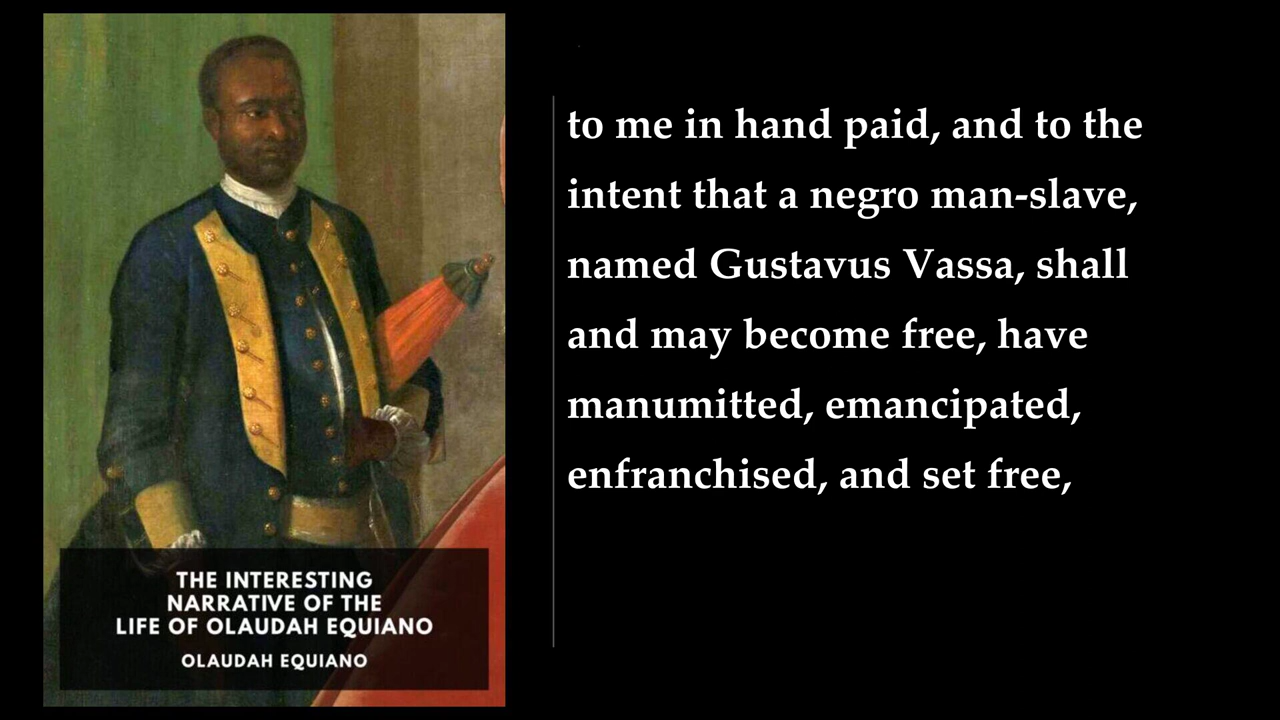 THE INTERESTING
NARRATIVE OF THE
LIFE OF OLAUDAH EQUIANO
OLAUDAH EQUIANO
to me in hand paid, and to the
intent that a negro man-slave,
named Gustavus Vassa, shall
and may become free, have
manumitted, emancipated,
enfranchised, and set free,